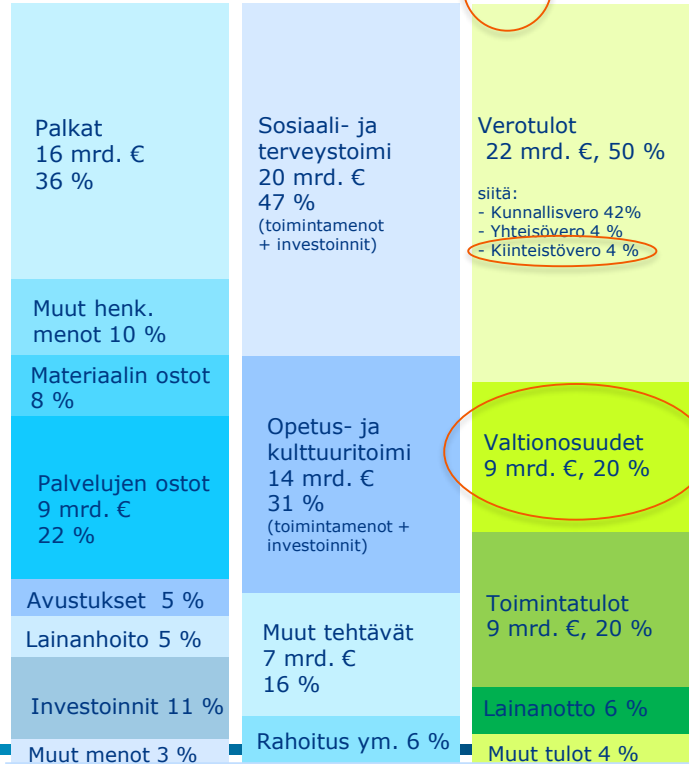 Palkat
16 mrd. €
36 %
Muut henk.
menot 10 %
Materiaalin ostot
8 %
Palvelujen ostot
9 mrd. €
22 %
Avustukset 5 %
Lainanhoito 5 %
Investoinnit 11 %
Muut menot 3 %
Sosiaali- ja
terveystoimi
20 mrd. €
47 %
(toimintamenot
+ investoinnit)
Opetus- ja
kulttuuritoimi
14 mrd. €
31 %
(toimintamenot +
investoinnit)
Muut tehtävät
7 mrd. €
16 %
Rahoitus ym. 6 %
Verotulot
22 mrd. €, 50 %
siitä:
- Kunnallisvero 42%
- Yhteisövero 4 %
- Kiinteistövero 4 %
Valtionosuudet
9 mrd. €, 20 %
Toimintatulot
9 mrd. €, 20 %
Lainanotto 6 %
Muut tulot 4 %